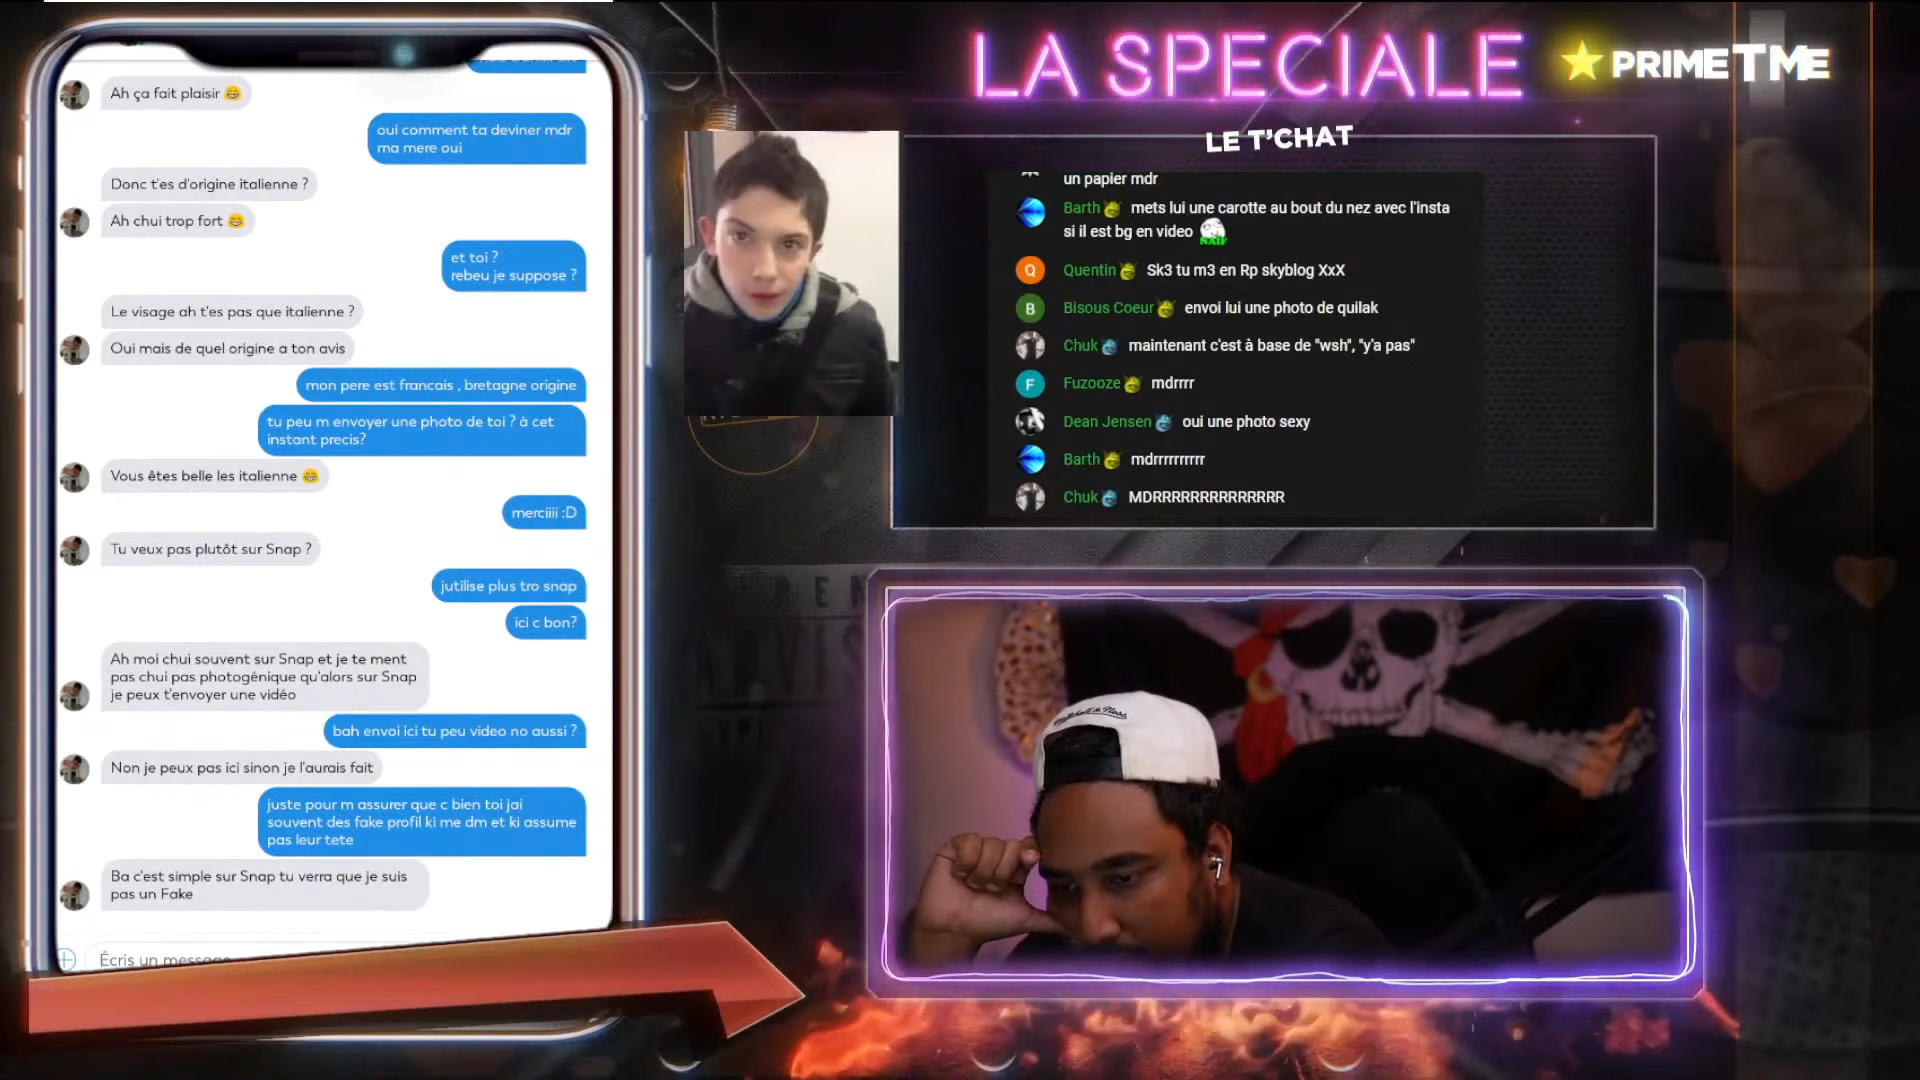 Ah ça fait plaisir 😁
oui comment ta deviner mdr
ma mere oui
Donc t'es d'origine italienne ?
Ah chui trop fort 😁
et toi ?
rebeu je suppose ?
Le visage ah t'es pas que italienne ?
Oui mais de quel origine a ton avis
mon pere est francais , bretagne origine
tu peu m envoyer une photo de toi ? à cet
instant precis?
Vous êtes belle les italienne 😁
merciiii :D
Tu veux pas plutôt sur Snap ?
jutilise plus tro snap
ici c bon?
Ah moi chui souvent sur Snap et je te ment
pas chui pas photogénique qu'alors sur Snap
je peux t'envoyer une vidéo
bah envoi ici tu peu video no aussi ?
Non je peux pas ici sinon je l'aurais fait
juste pour m assurer que c bien toi jai
souvent des fake profil ki me dm et ki assume
pas leur tete
Ba c'est simple sur Snap tu verra que je suis
pas un Fake
Écris un message
LA SPECIALE
PRIMETME
LE T'CHAT
un papier mdr
Barth mets lui une carotte au bout du nez avec l'insta
si il est bg en video
NAIF
Q Quentin Sk3 tu m3 en Rp skyblog XxX
B Bisous Coeur envoi lui une photo de quilak
Chuk maintenant c'est à base de "wsh", "y'a pas"
F Fuzooze mdrrrr
Dean Jensen oui une photo sexy
Barth mdrrrrrrrrrr
Chuk MDRRRRRRRRRRRRRR